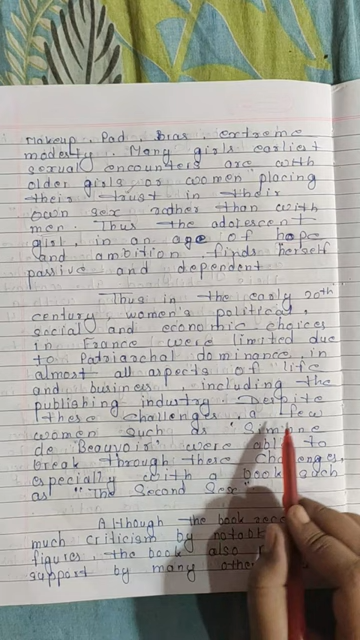 Makeup, Pad, Bias, extreme
modesty. Many girls earliest
sexual encounters are with
older girls or women placing
their trust in their
own sex rather than with
men. Thus the adolescent
girl, in an age of hope
and ambition finds herself
passive and dependent.
Thus in the early 20th
century, women's political,
social and economic choices
in France were limited due
to Patriarchal dominance in
almost all aspects of life
and business, including the
publishing industry. Despite
these challenges, a few
women such as "Simone
de Beauvoir" were able to
break through these challenges,
especially with a book such
as "The Second Sex"
Although the book
much criticism by
figures, the book also
support by many